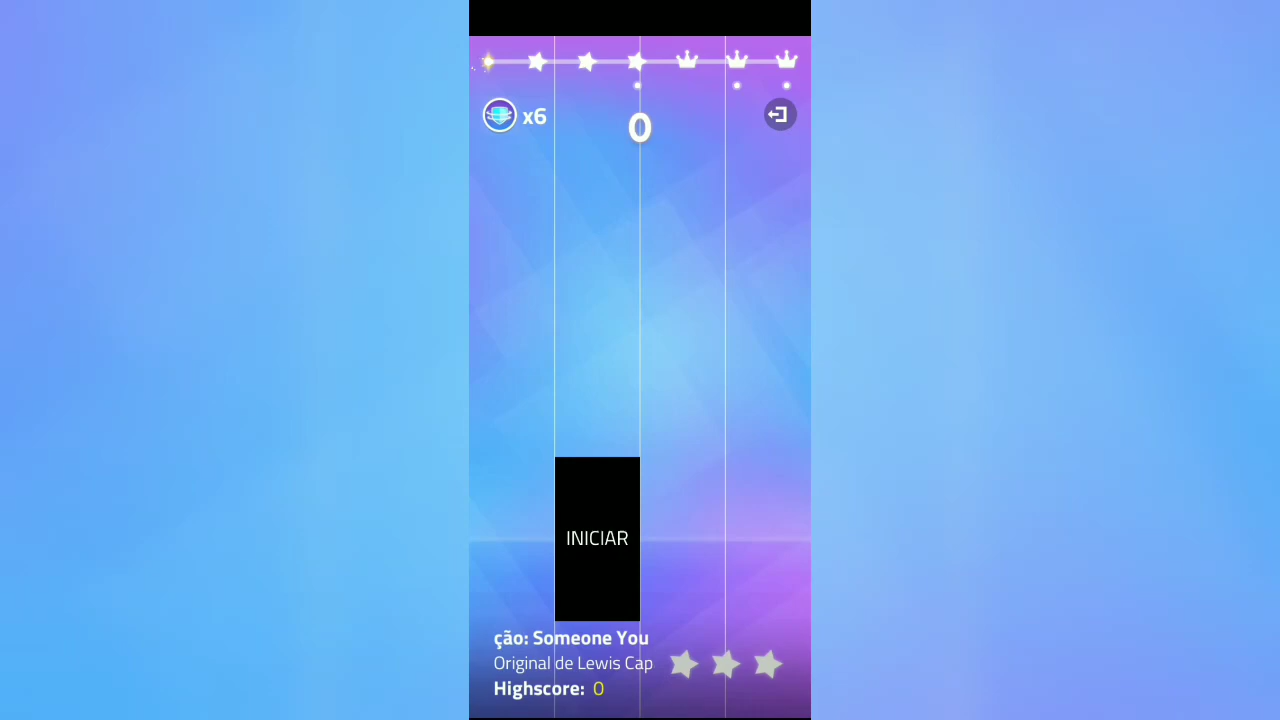 x6
0
INICIAR
ção: Someone You
Original de Lewis Cap
Highscore: 0